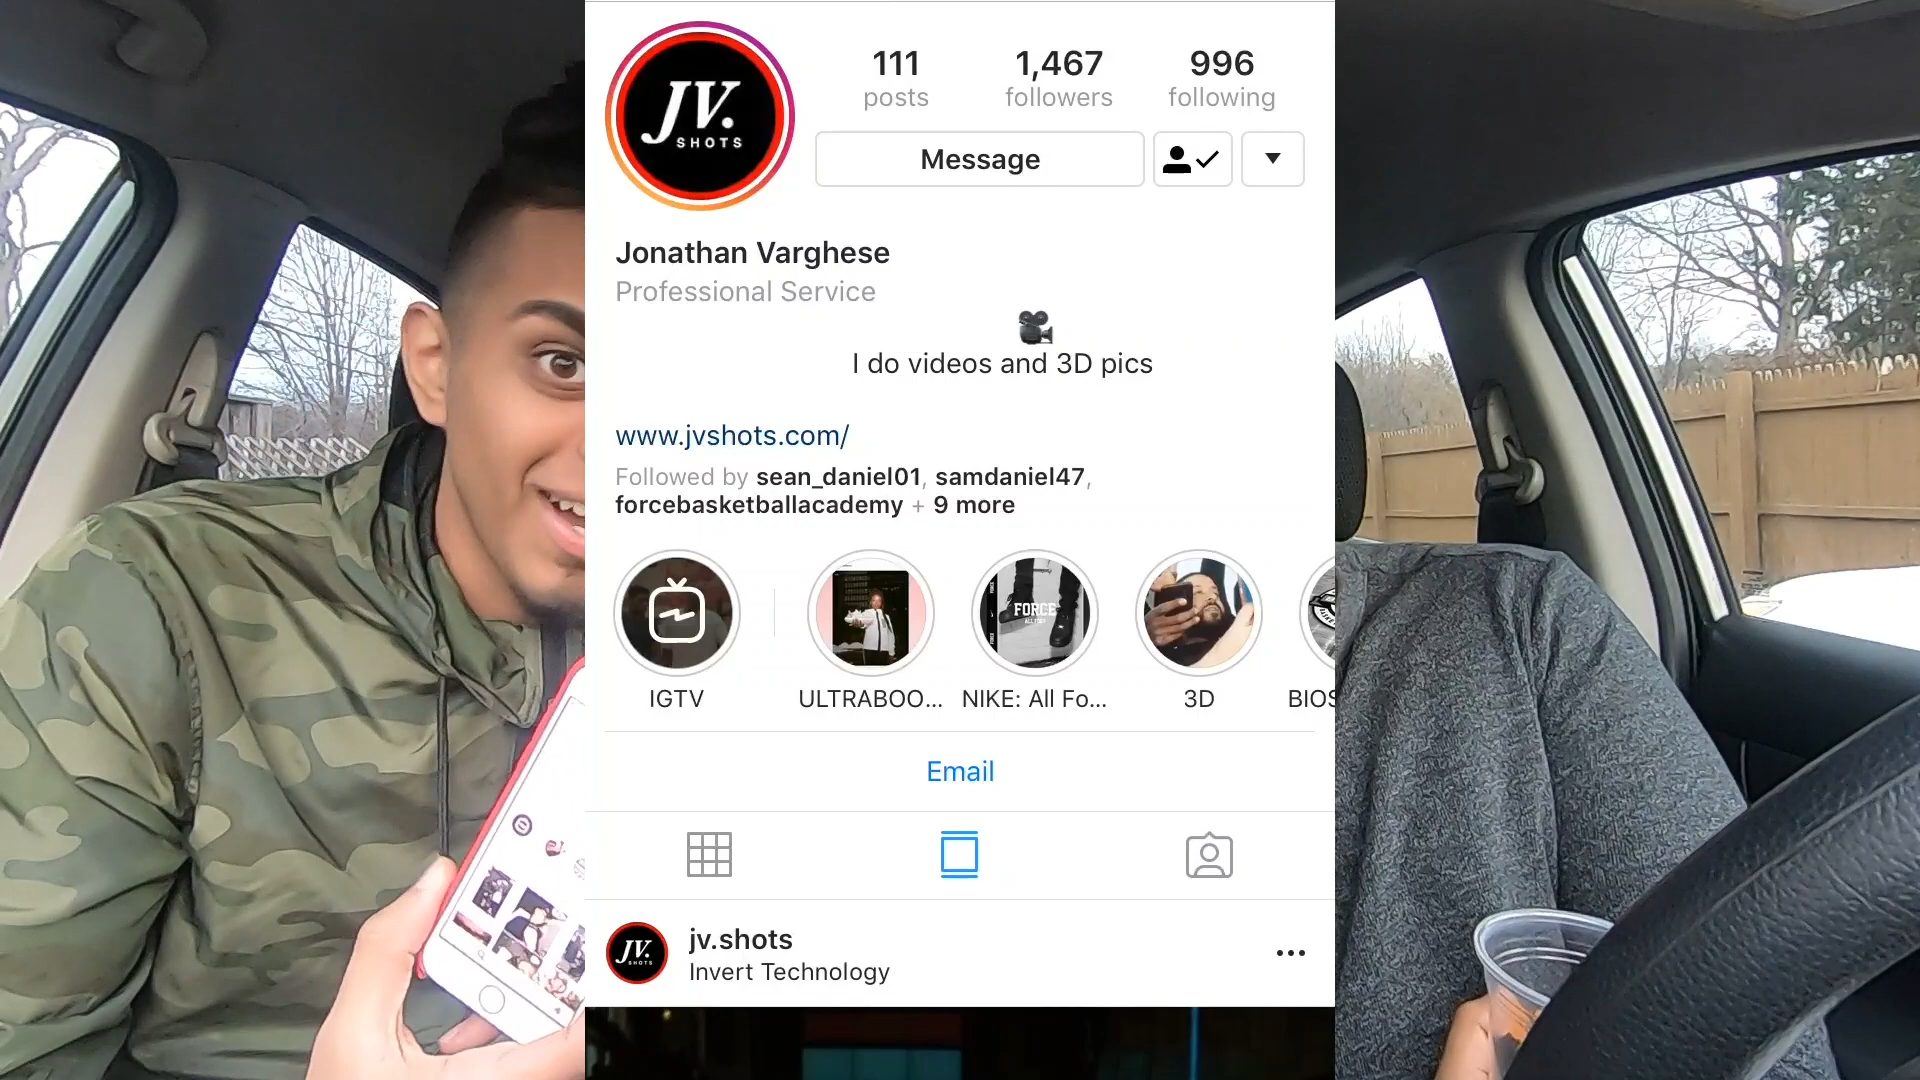 JV.
SHOTS
111
posts
1,467
followers
996
following
Message
Jonathan Varghese
Professional Service
I do videos and 3D pics
www.jvshots.com/
Followed by sean_daniel01, samdaniel47,
forcebasketballacademy + 9 more
FORCE
IGTV
ULTRABOO...
NIKE: All Fo...
3D
BIOS
Email
JV.
SHOTS
jv.shots
Invert Technology